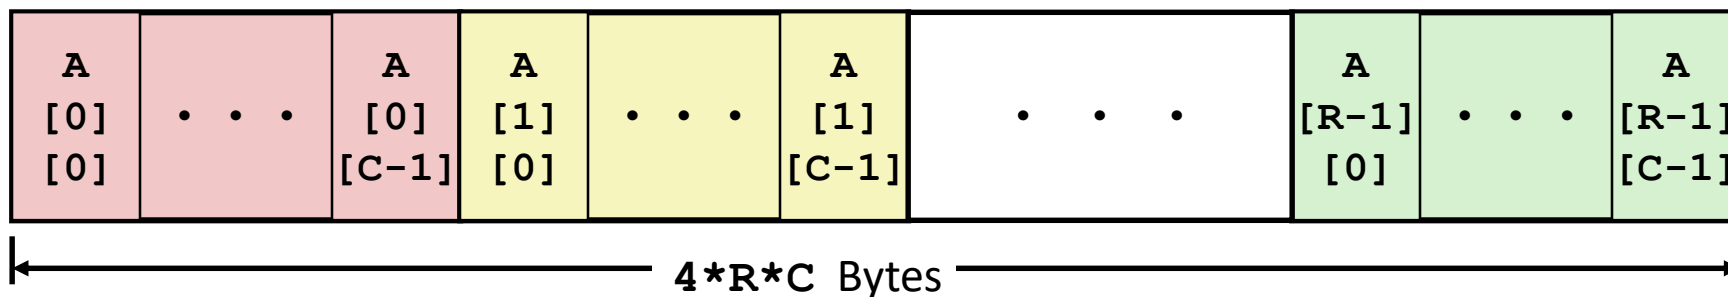 A A A A A A
[0] • • • [0] [1] • • • [1] • • • [R-1] • • • [R-1]
[0] [C-1] [0] [C-1] [0] [C-1]
4*R*C Bytes